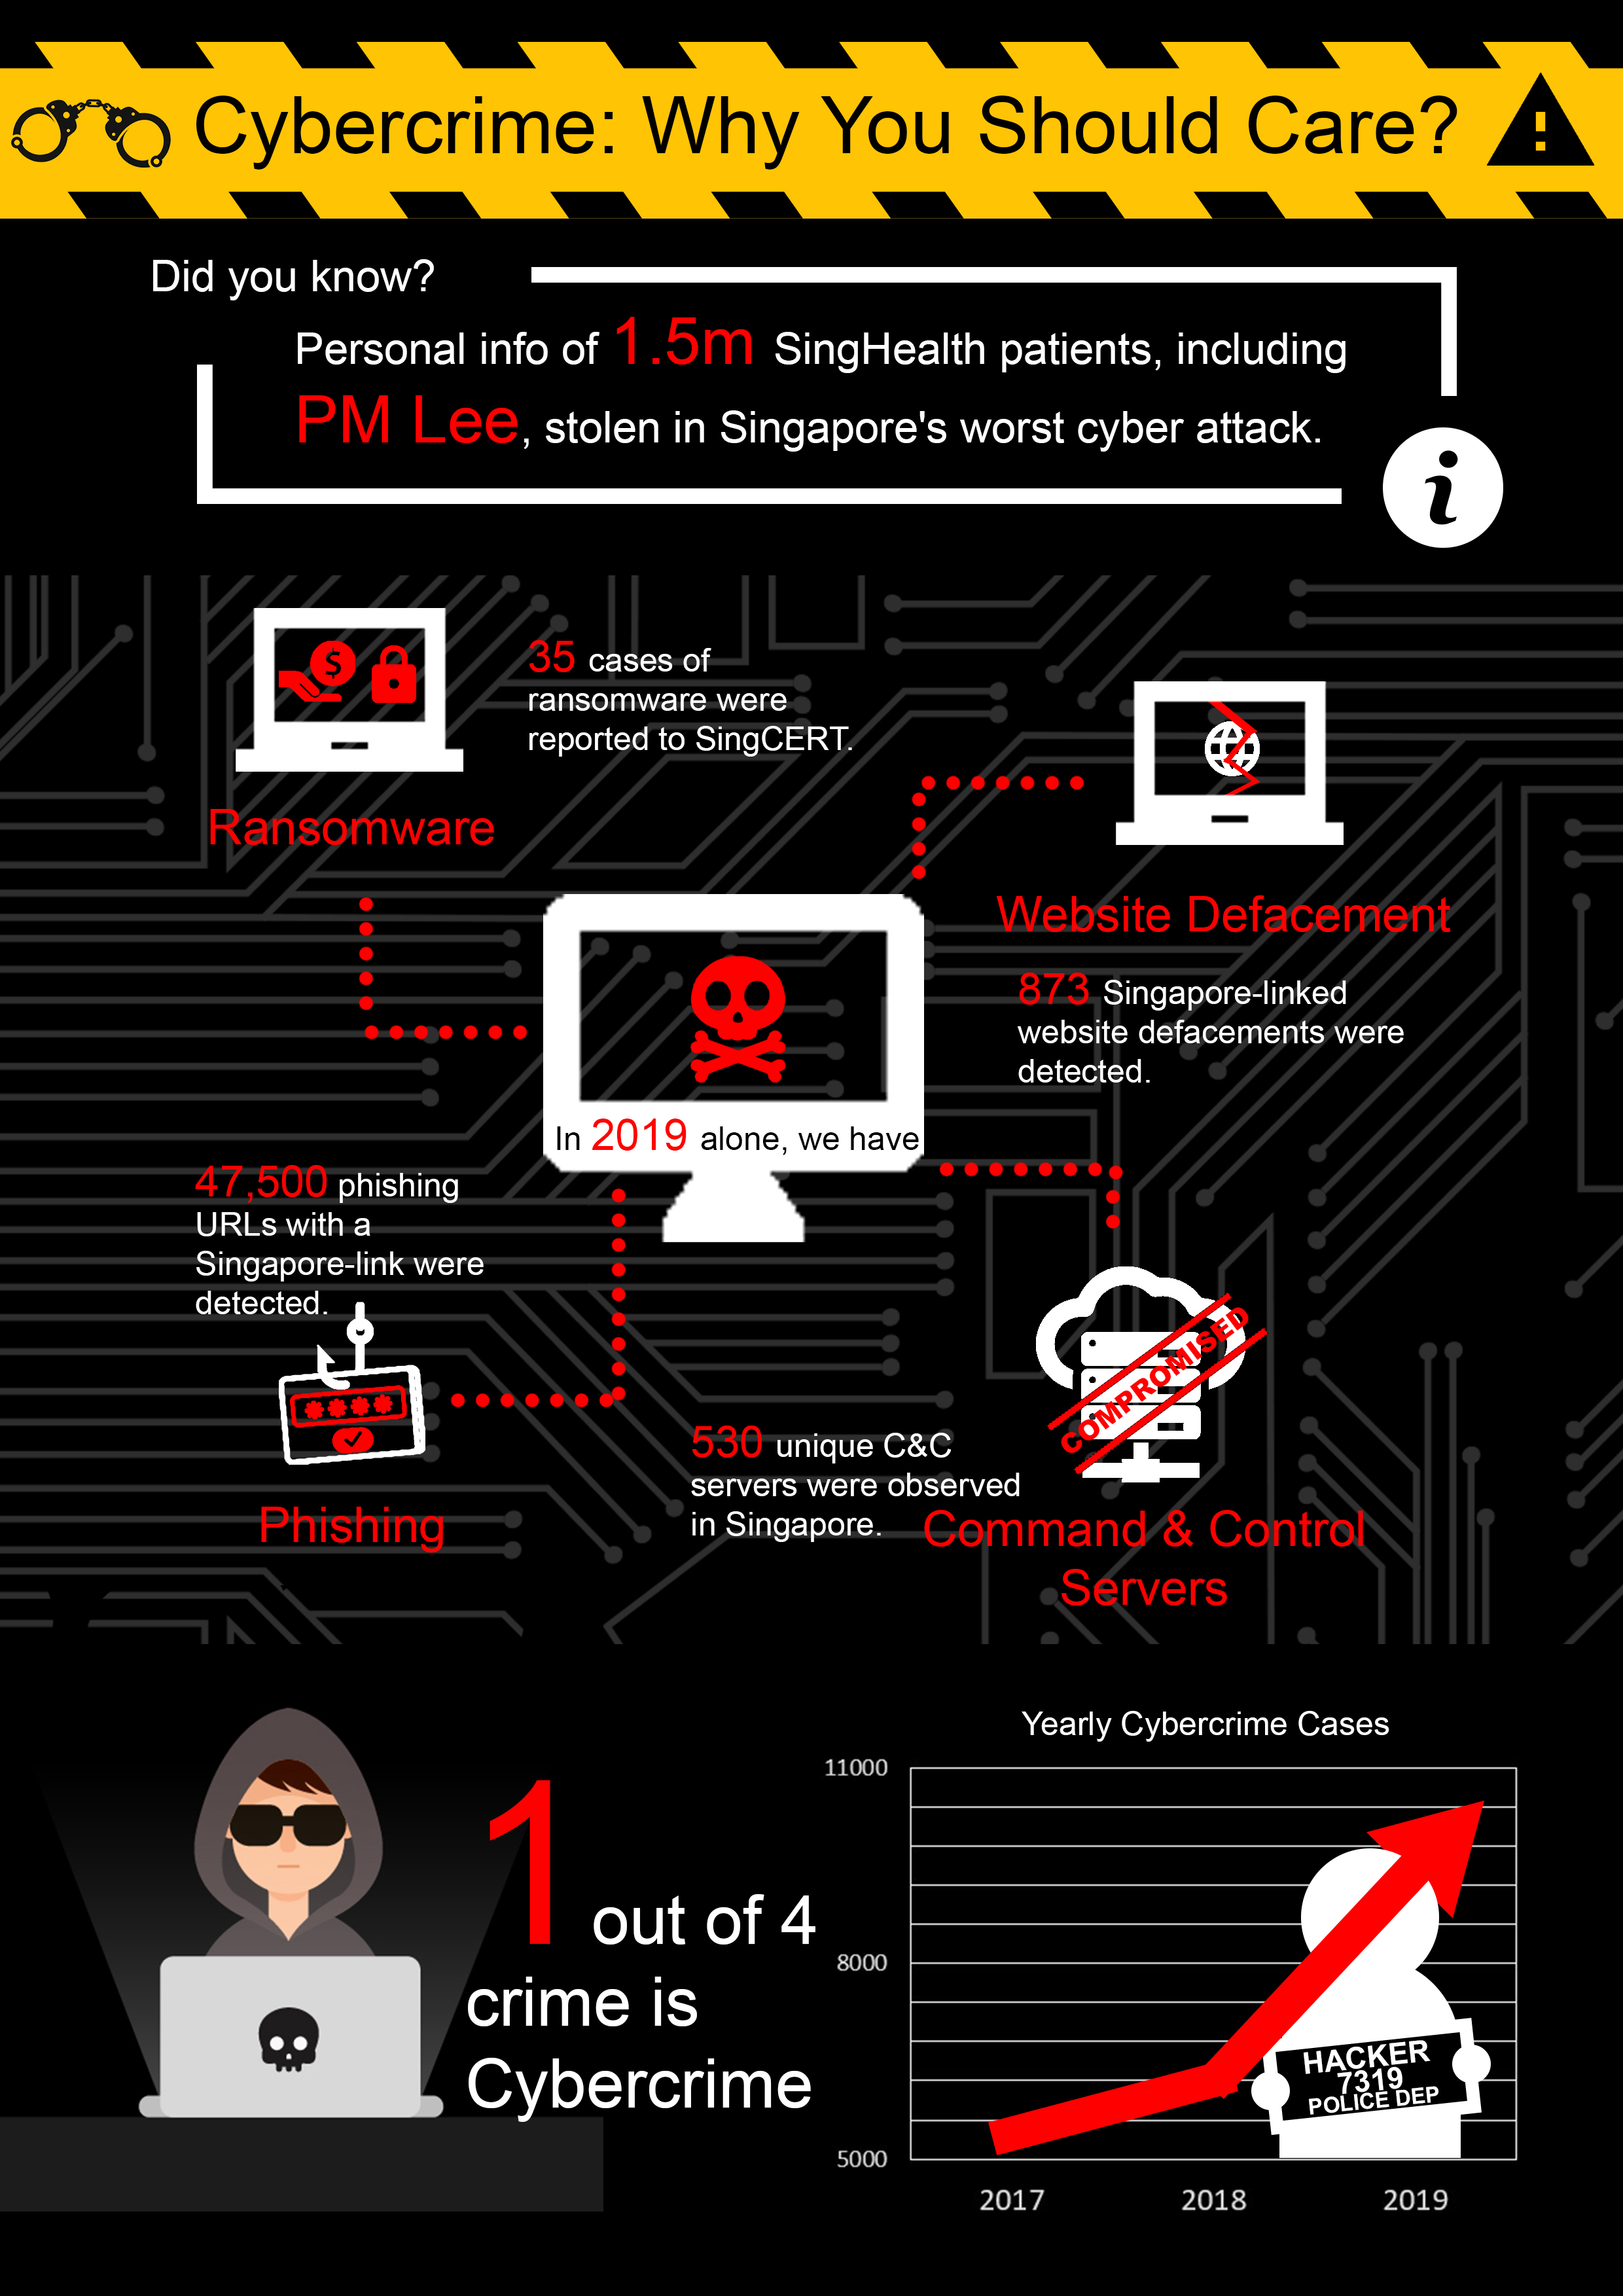 Cybercrime: Why You Should Care?
Did you know?
Personal info of 1.5m SingHealth patients, including
PM Lee, stolen in Singapore's worst cyber attack.
35 cases of
ransomware were
reported to SingCERT.
Ransomware
Website Defacement
873 Singapore-linked
website defacements were
detected.
In 2019 alone, we have
47,500 phishing
URLs with a
Singapore-link were
detected.
Phishing
COMPROMISED
530 unique C&C
servers were observed
in Singapore.
Command & Control
Servers
1 out of 4
crime is
Cybercrime
Yearly Cybercrime Cases
11000
8000
5000
2017 2018 2019
HACKER
7319
POLICE DEP